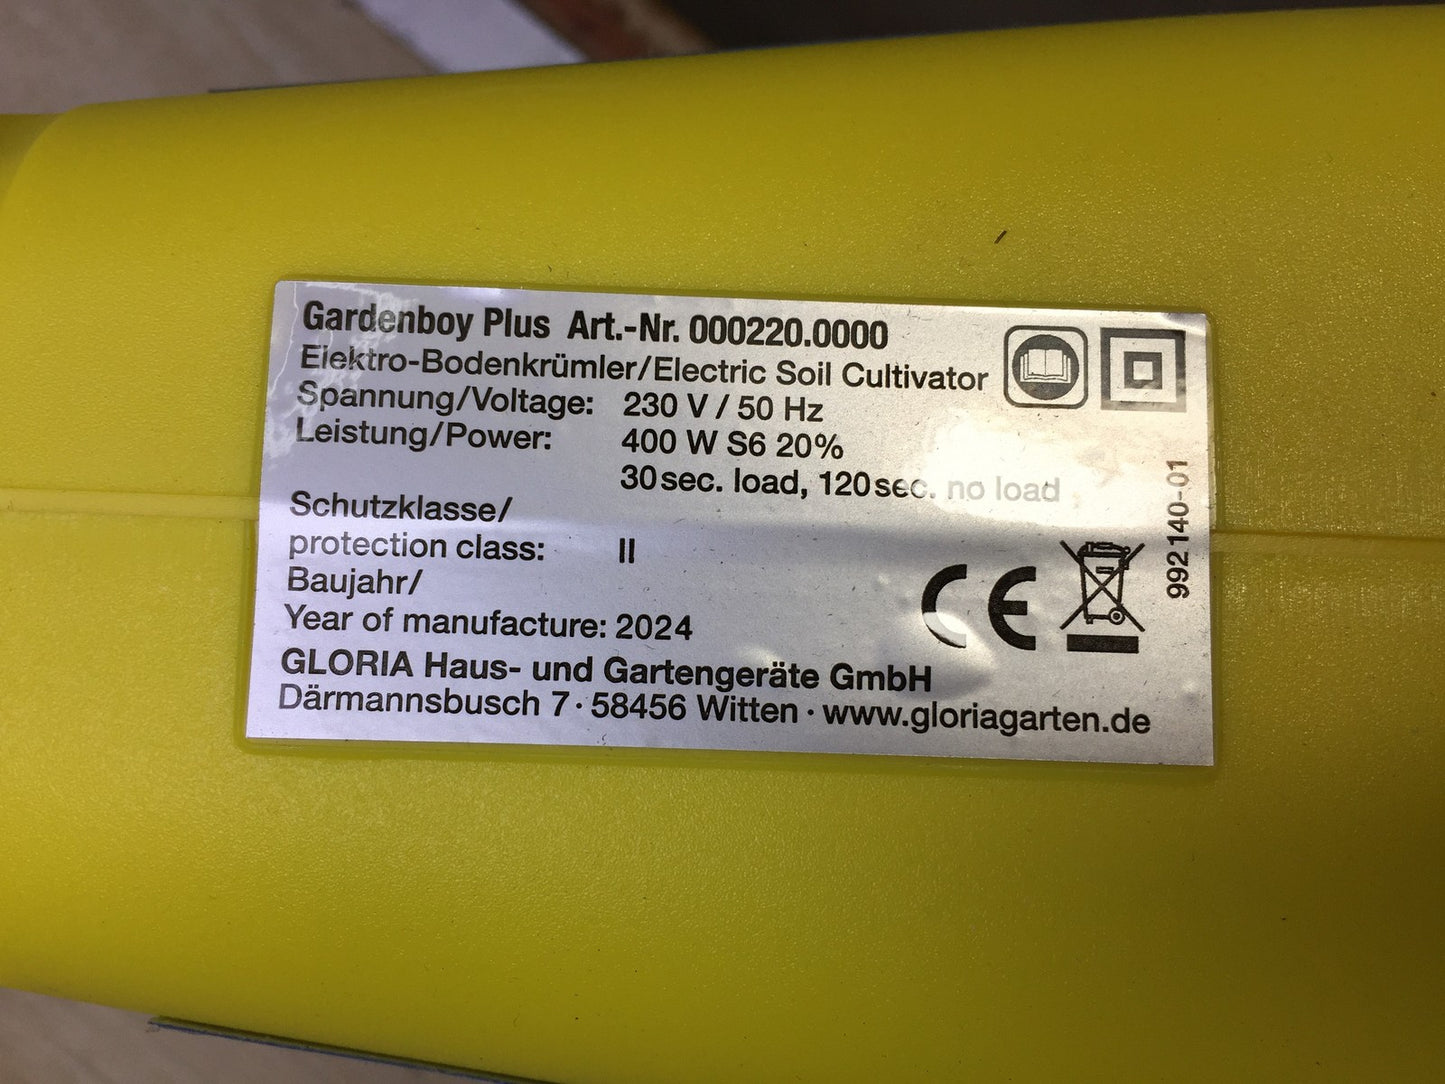 Gardenboy Plus Art.-Nr. 000220.0000
Elektro-Bodenkrümler/Electric Soil Cultivator
Spannung/Voltage: 230 V / 50 Hz
Leistung/Power: 400 W S6 20%
30sec. load, 120sec. no load
Schutzklasse/
protection class: II
Baujahr/
Year of manufacture: 2024
GLORIA Haus- und Gartengeräte GmbH
Därmannsbusch 7 · 58456 Witten · www.gloriagarten.de
CE
992140-01